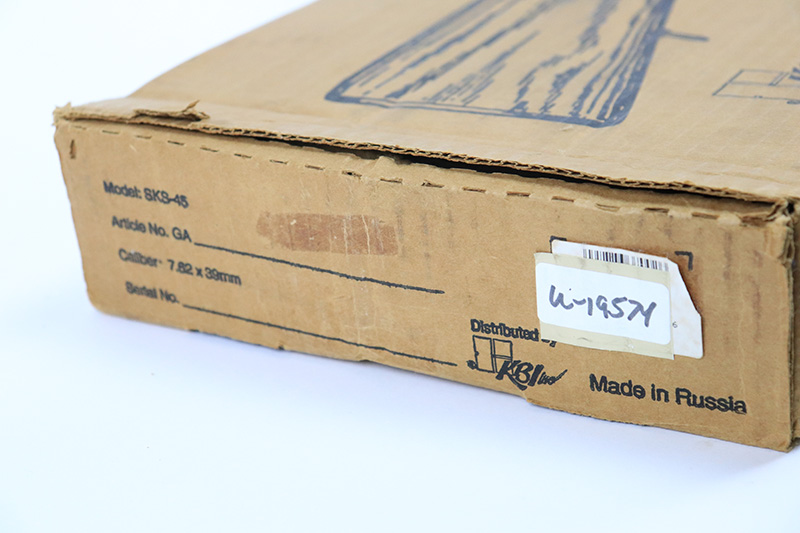 Model: SKS-45
Article No. GA
Caliber 7.62 x 39mm
Serial No.
Distributed by
KBI inc
Made in Russia